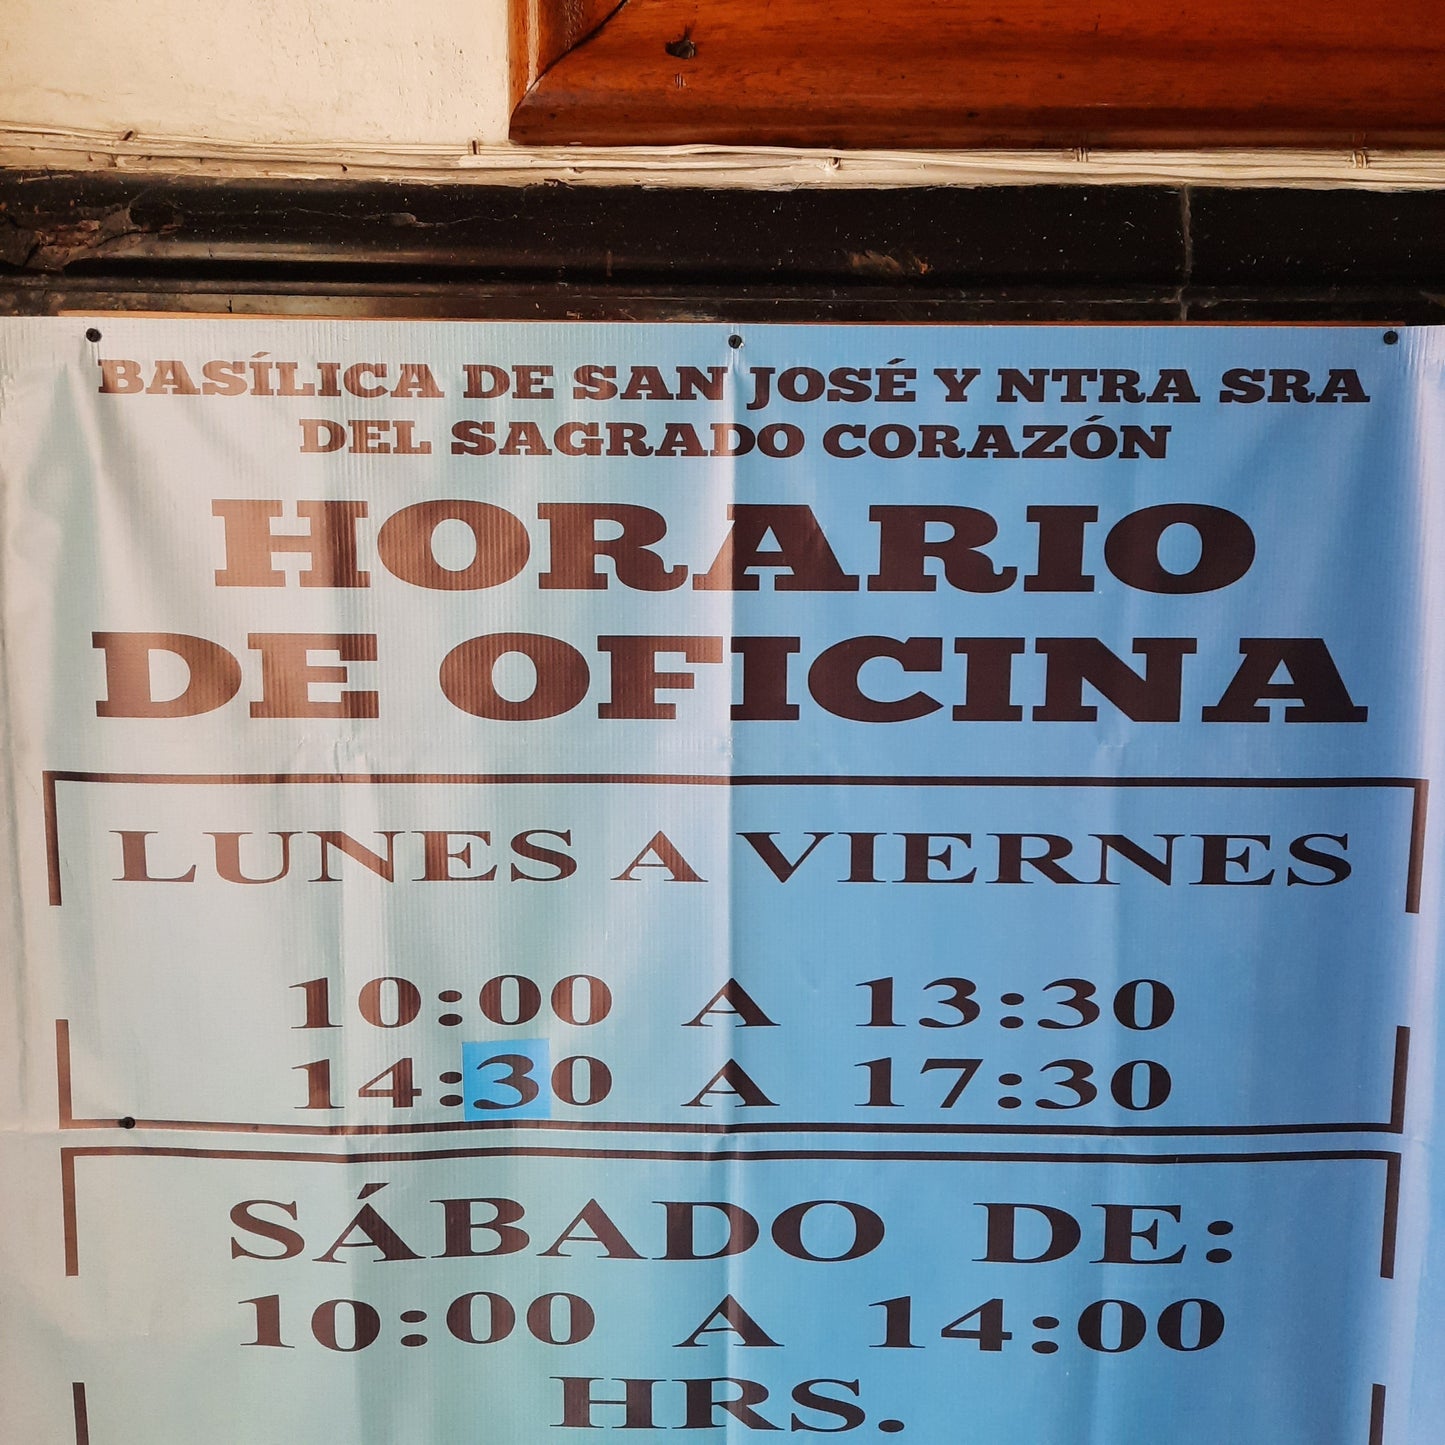 BASÍLICA DE SAN JOSÉ Y NTRA SRA
DEL SAGRADO CORAZÓN
HORARIO
DE OFICINA
LUNES A VIERNES
10:00 A 13:30
14:30 A 17:30
SÁBADO DE:
10:00 A 14:00
HRS.